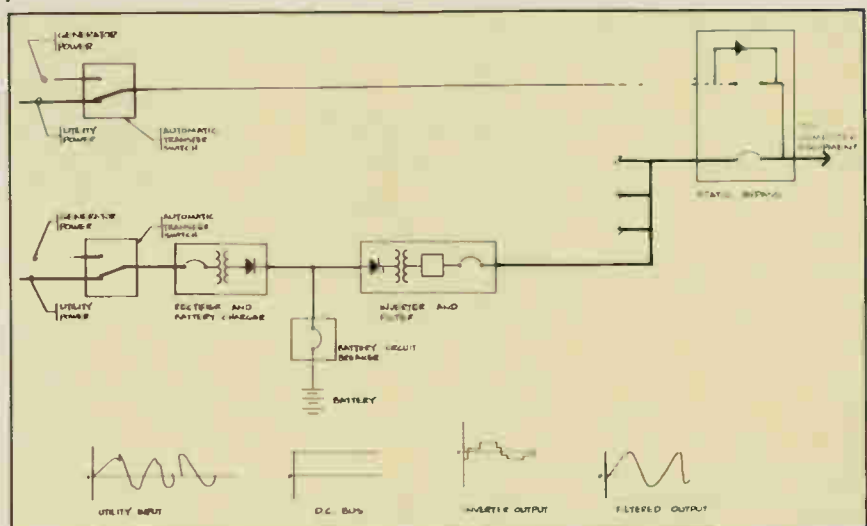 GENERATOR
POWER
UTILITY
POWER
AUTOMATIC
TRANSFER
SWITCH
EQUIPMENT
STATIC BYPASS
GENERATOR
POWER
AUTOMATIC
TRANSFER
SWITCH
UTILITY
POWER
RECTIFIER AND
BATTERY CHARGER
INVERTER AND
FILTER
BATTERY CIRCUIT
BREAKER
BATTERY
UTILITY INPUT
D.C. BUS
INVERTER OUTPUT
FILTERED OUTPUT